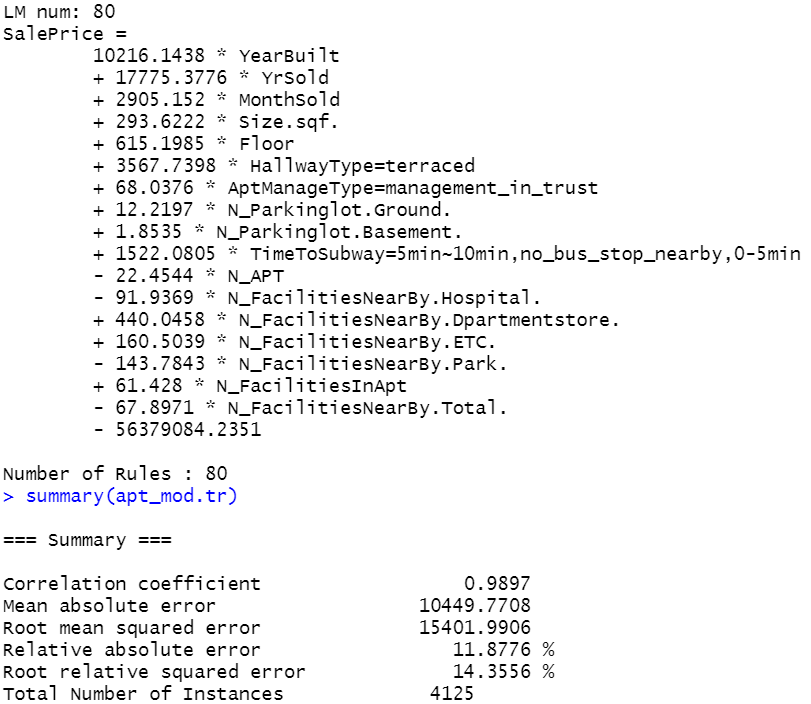 LM num: 80
SalePrice =
10216.1438 * YearBuilt
+ 17775.3776 * YrSold
+ 2905.152 * MonthSold
+ 293.6222 * Size.sqf.
+ 615.1985 * Floor
+ 3567.7398 * HallwayType=terraced
+ 68.0376 * AptManageType=management_in_trust
+ 12.2197 * N_Parkinglot.Ground.
+ 1.8535 * N_Parkinglot.Basement.
+ 1522.0805 * TimeToSubway=5min~10min,no_bus_stop_nearby,0-5min
- 22.4544 * N_APT
- 91.9369 * N_FacilitiesNearBy.Hospital.
+ 440.0458 * N_FacilitiesNearBy.Dpartmentstore.
+ 160.5039 * N_FacilitiesNearBy.ETC.
- 143.7843 * N_FacilitiesNearBy.Park.
+ 61.428 * N_FacilitiesInApt
- 67.8971 * N_FacilitiesNearBy.Total.
- 56379084.2351
Number of Rules : 80
> summary(apt_mod.tr)
=== Summary ===
Correlation coefficient 0.9897
Mean absolute error 10449.7708
Root mean squared error 15401.9906
Relative absolute error 11.8776 %
Root relative squared error 14.3556 %
Total Number of Instances 4125